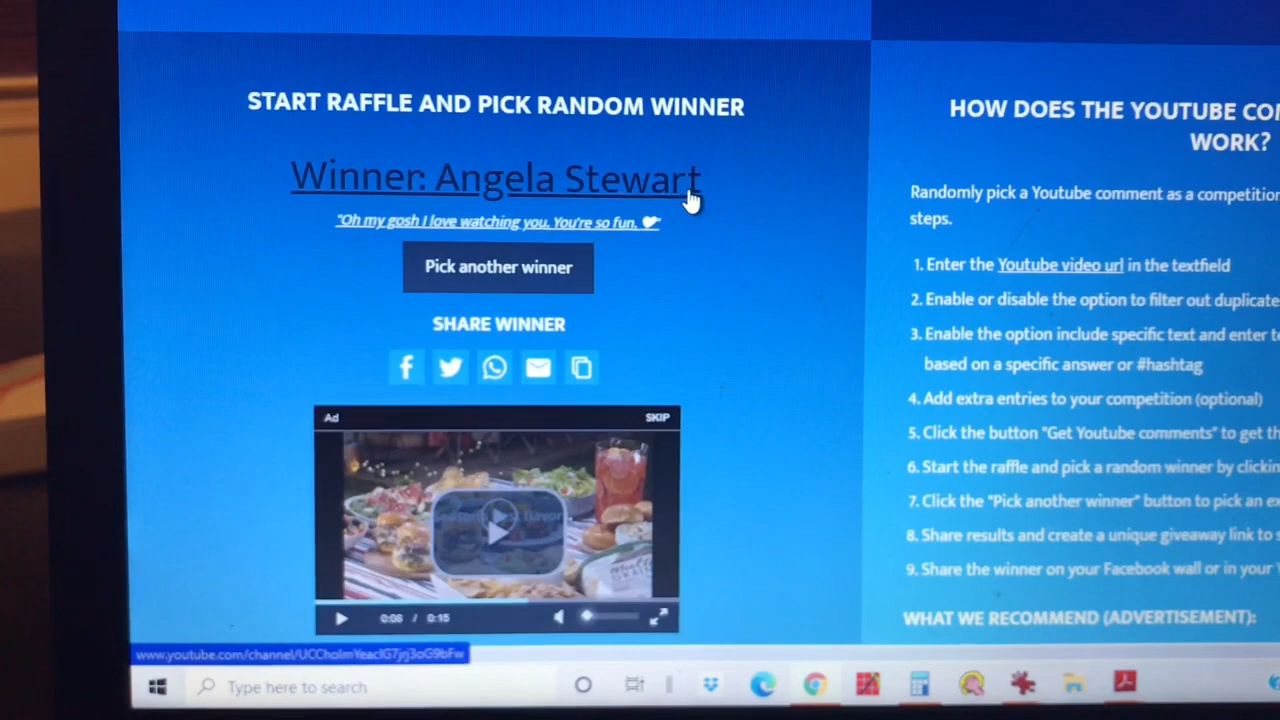 START RAFFLE AND PICK RANDOM WINNER
Winner: Angela Stewart
"Oh my gosh I love watching you. You're so fun.
Pick another winner
SHARE WINNER
Ad
SKIP
0:08 / 0:15
HOW DOES THE YOUTUBE
WORK?
Randomly pick a Youtube comment as a competition
steps.
1. Enter the Youtube video url in the textfield
2. Enable or disable the option to filter out duplicate
3. Enable the option include specific text and enter
based on a specific answer or #hashtag
4. Add extra entries to your competition (optional)
5. Click the button "Get Youtube comments" to get
6. Start the raffle and pick a random winner by
7. Click the "Pick another winner" button to pick an
8. Share results and create a unique giveaway link to
9. Share the winner on your Facebook wall or in your
WHAT WE RECOMMEND (ADVERTISEMENT):
Type here to search